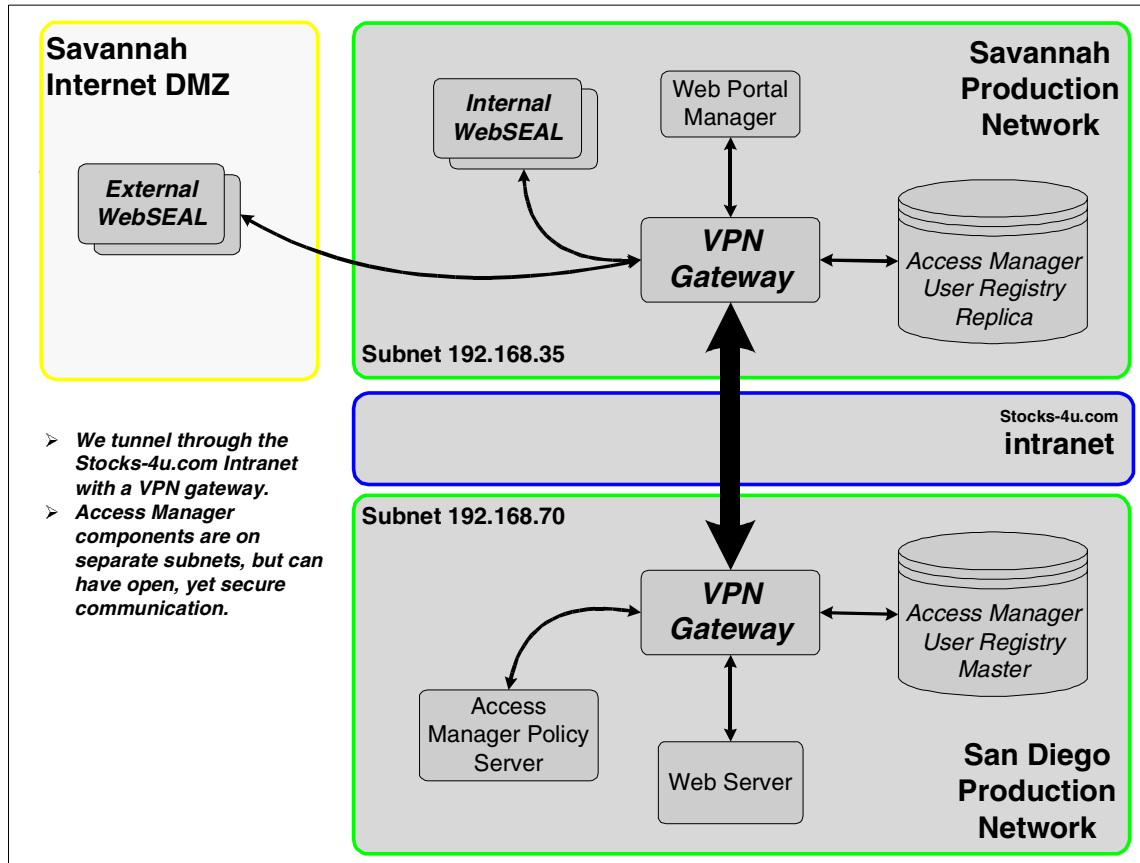 Savannah
Internet DMZ
External
WebSEAL
Internal
WebSEAL
Web Portal
Manager
Savannah
Production
Network
VPN
Gateway
Access Manager
User Registry
Replica
Subnet 192.168.35
Stocks-4u.com
intranet
➢ We tunnel through the
Stocks-4u.com Intranet
with a VPN gateway.
➢ Access Manager
components are on
separate subnets, but can
have open, yet secure
communication.
Subnet 192.168.70
VPN
Gateway
Access Manager
User Registry
Master
Access
Manager Policy
Server
Web Server
San Diego
Production
Network